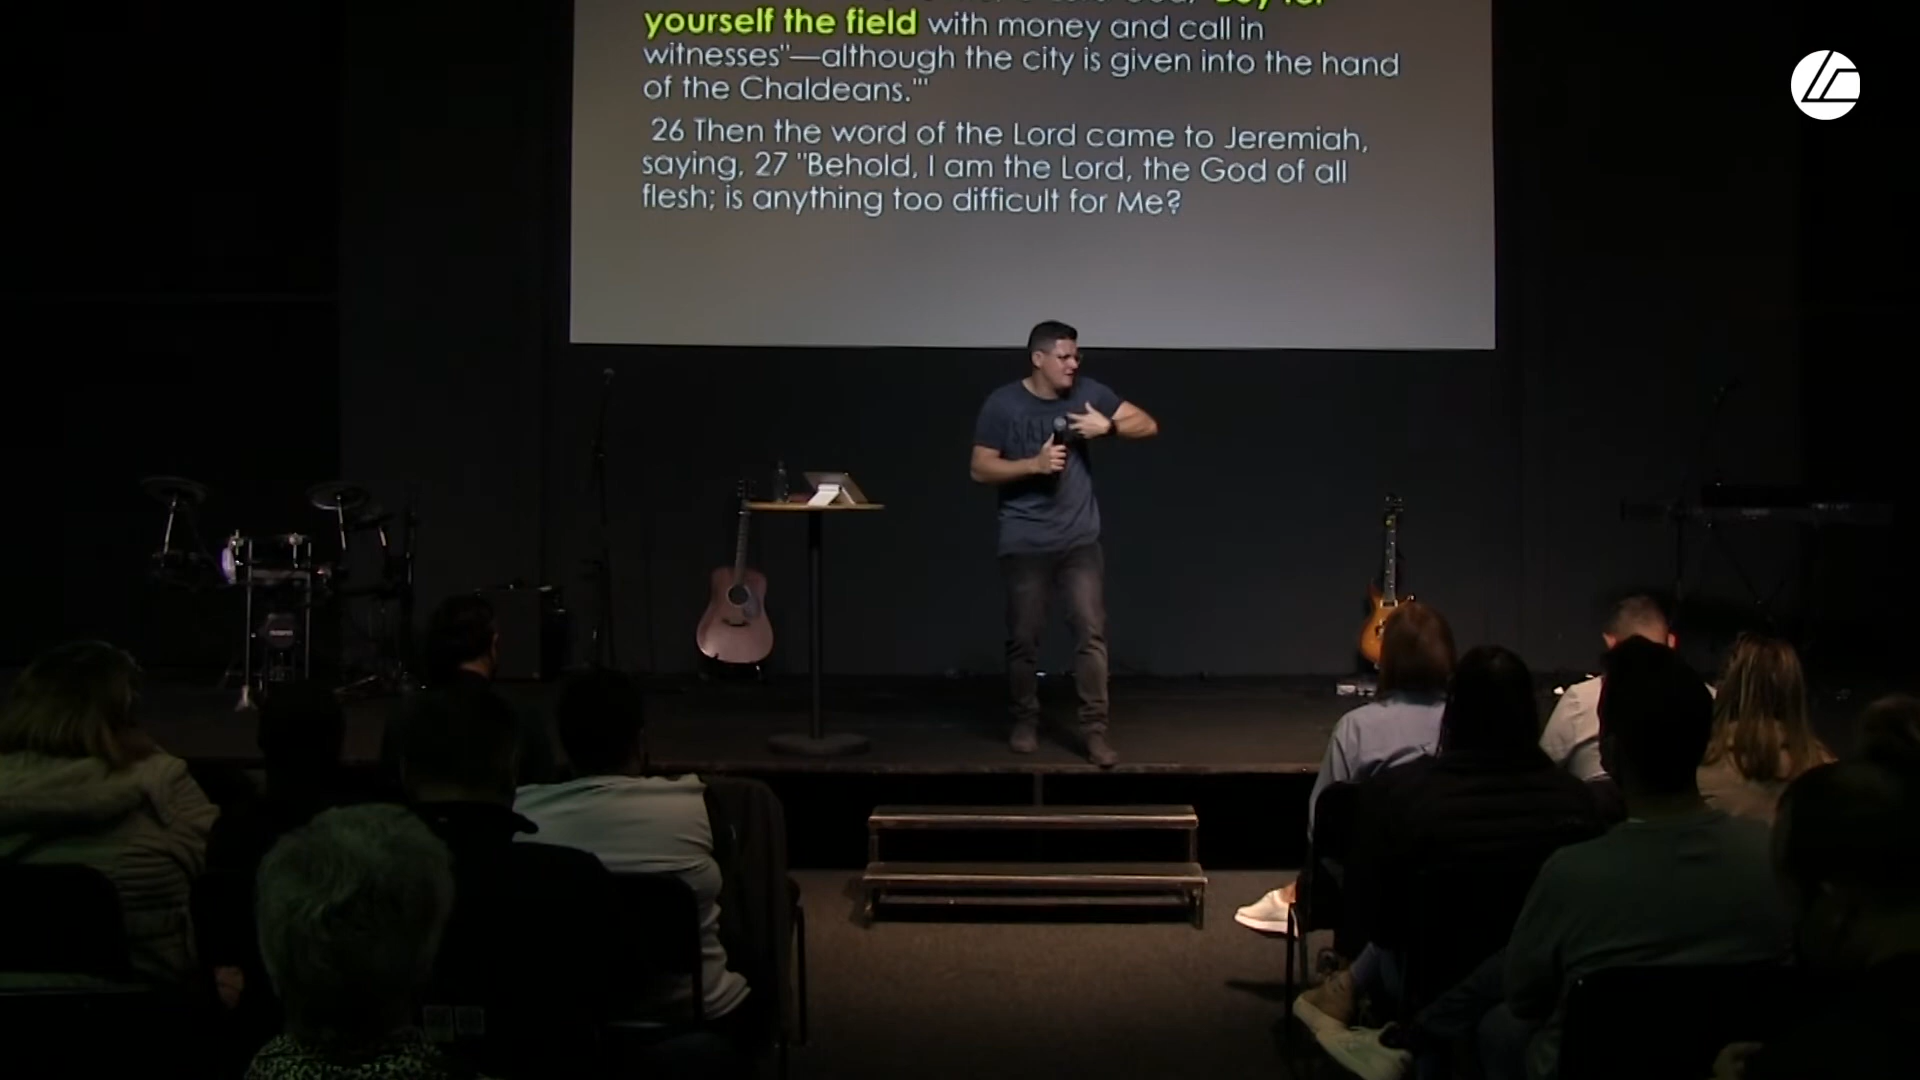 yourself the field with money and call in
witnesses"—although the city is given into the hand
of the Chaldeans.'"
26 Then the word of the Lord came to Jeremiah,
saying, 27 "Behold, I am the Lord, the God of all
flesh; is anything too difficult for Me?